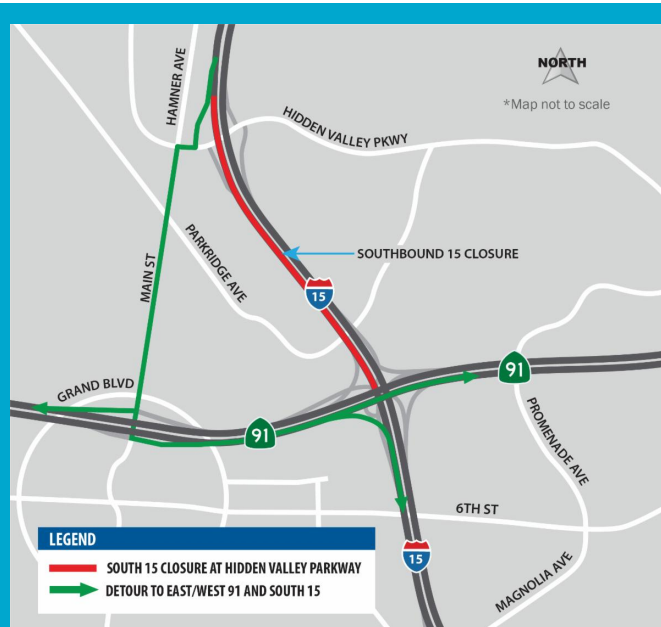 NORTH
*Map not to scale
HAMNER AVE
HIDDEN VALLEY PKWY
PARKRIDGE AVE
SOUTHBOUND 15 CLOSURE
MAIN ST
15
GRAND BLVD
91
91
PROMENADE AVE
6TH ST
15
MAGNOLIA AVE
LEGEND
SOUTH 15 CLOSURE AT HIDDEN VALLEY PARKWAY
DETOUR TO EAST/WEST 91 AND SOUTH 15